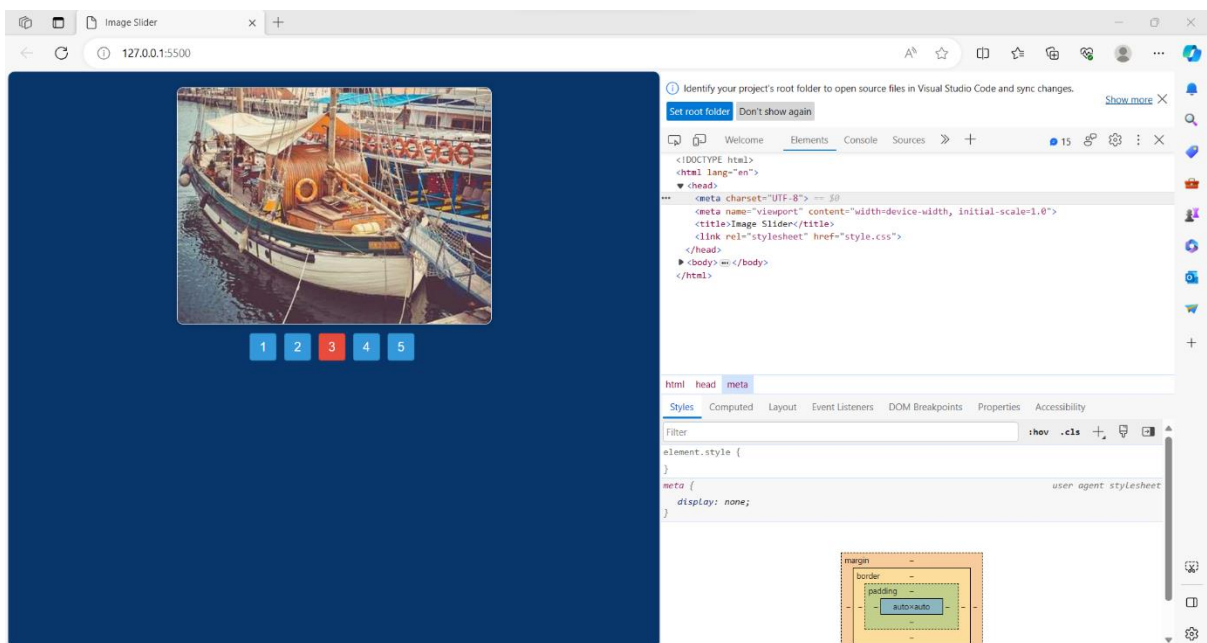 Image Slider
127.0.0.1:5500
Identify your project's root folder to open source files in Visual Studio Code and sync changes.
Show more
Set root folder Don't show again
Welcome Elements Console Sources 15
<!DOCTYPE html>
<html lang="en">
<head>
<meta charset="UTF-8"> == $0
<meta name="viewport" content="width=device-width, initial-scale=1.0">
<title>Image Slider</title>
<link rel="stylesheet" href="style.css">
</head>
<body> </body>
</html>
1 2 3 4 5
html head meta
Styles Computed Layout Event Listeners DOM Breakpoints Properties Accessibility
Filter :hov .cls
element.style {
}
meta { user agent stylesheet
display: none;
}
margin -
border -
padding -
- - - auto×auto - - -
-
-